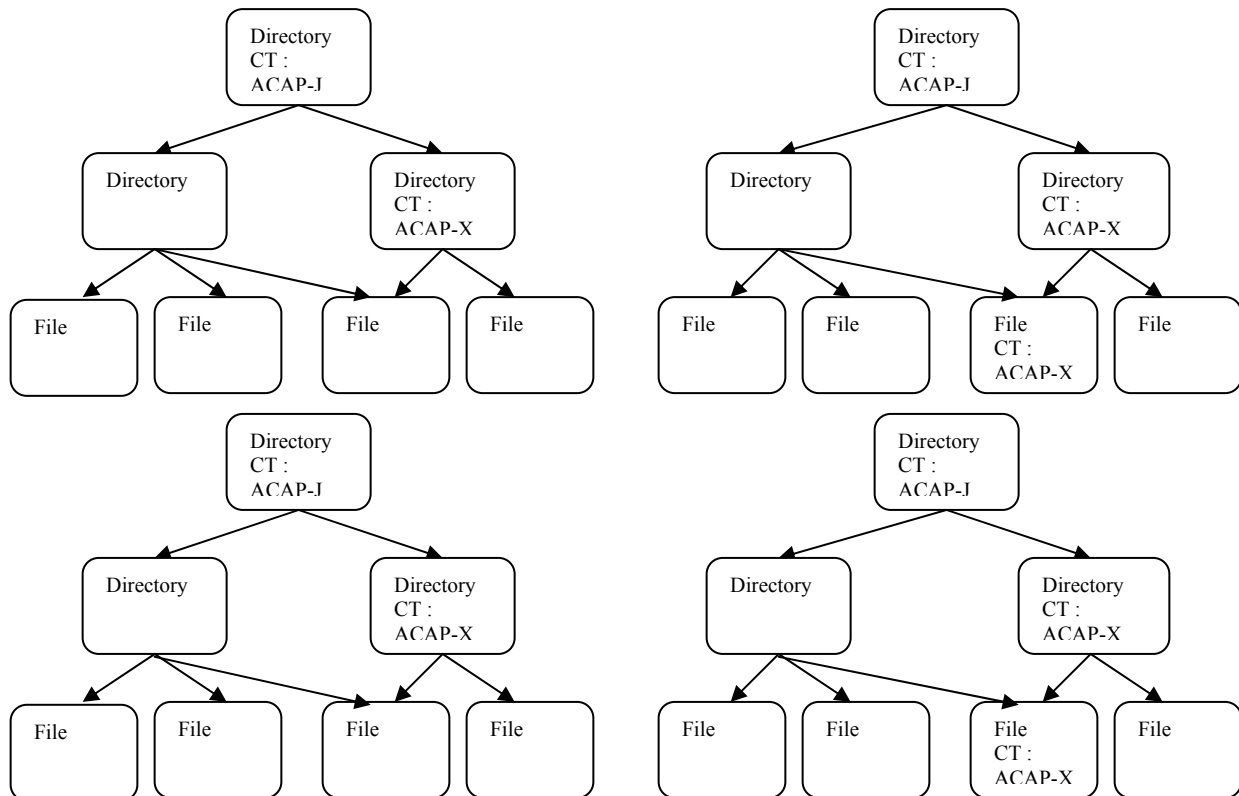 Directory
CT :
ACAP-J
Directory
CT :
ACAP-J
Directory
Directory
CT :
ACAP-X
Directory
Directory
CT :
ACAP-X
File
File
File
File
File
File
File
CT :
ACAP-X
File
Directory
CT :
ACAP-J
Directory
CT :
ACAP-J
Directory
Directory
CT :
ACAP-X
Directory
Directory
CT :
ACAP-X
File
File
File
File
File
File
File
CT :
ACAP-X
File